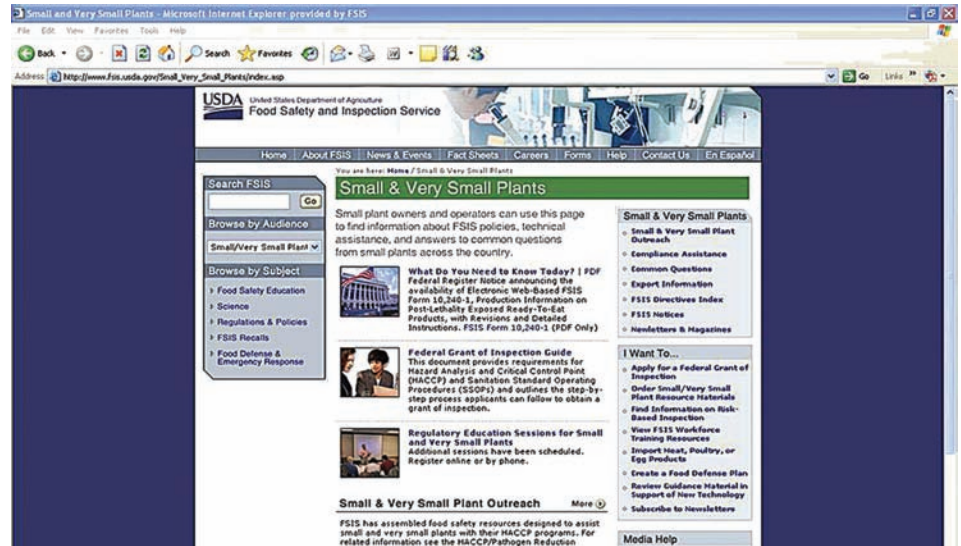 Small and Very Small Plants - Microsoft Internet Explorer provided by FSIS
File Edit View Favorites Tools Help
Back Search Favorites
Address http://www.fsis.usda.gov/Small_Very_Small_Plants/index.asp Go Links
USDA United States Department of Agriculture
Food Safety and Inspection Service
Home About FSIS News & Events Fact Sheets Careers Forms Help Contact Us En Español
You are here: Home / Small & Very Small Plants
Search FSIS
Go
Browse by Audience
Small/Very Small Plant
Browse by Subject
Food Safety Education
Science
Regulations & Policies
FSIS Recalls
Food Defense &
Emergency Response
Small & Very Small Plants
Small plant owners and operators can use this page
to find information about FSIS policies, technical
assistance, and answers to common questions
from small plants across the country.
What Do You Need to Know Today? | PDF
Federal Register Notice announcing the
availability of Electronic Web-Based FSIS
Form 10,240-1, Production Information on
Post-Lethality Exposed Ready-To-Eat
Products, with Revisions and Detailed
Instructions. FSIS Form 10,240-1 (PDF Only)
Federal Grant of Inspection Guide
This document provides requirements for
Hazard Analysis and Critical Control Point
(HACCP) and Sanitation Standard Operating
Procedures (SSOPs) and outlines the step-by-
step process applicants can follow to obtain a
grant of inspection.
Regulatory Education Sessions for Small
and Very Small Plants
Additional sessions have been scheduled.
Register online or by phone.
Small & Very Small Plant Outreach More
FSIS has assembled food safety resources designed to assist
small and very small plants with their HACCP programs. For
related information see the HACCP/Pathogen Reduction
Small & Very Small Plants
Small & Very Small Plant
Outreach
Compliance Assistance
Common Questions
Export Information
FSIS Directives Index
FSIS Notices
Newletters & Magazines
I Want To...
Apply for a Federal Grant of
Inspection
Order Small/Very Small
Plant Resource Materials
Find Information on Risk-
Based Inspection
View FSIS Workforce
Training Resources
Import Meat, Poultry, or
Egg Products
Create a Food Defense Plan
Review Guidance Material in
Support of New Technology
Subscribe to Newsletters
Media Help